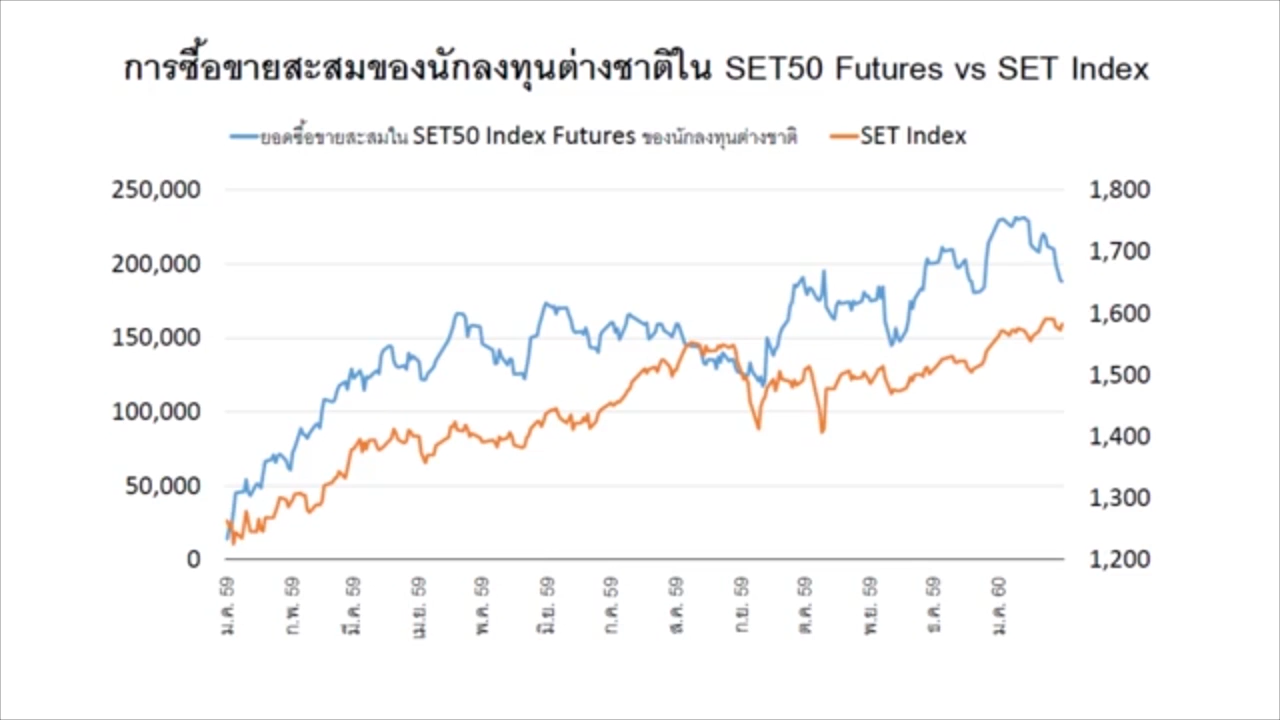 การซื้อขายสะสมของนักลงทุนต่างชาติใน SET50 Futures vs SET Index
ยอดซื้อขายสะสมใน SET50 Index Futures ของนักลงทุนต่างชาติ SET Index
250,000 1,800
200,000 1,700
150,000 1,600
100,000 1,500
50,000 1,400
0 1,300
1,200
ม.ค. 59 ก.พ. 59 มี.ค. 59 เม.ย. 59 พ.ค. 59 มิ.ย. 59 ก.ค. 59 ส.ค. 59 ก.ย. 59 ต.ค. 59 พ.ย. 59 ธ.ค. 59 ม.ค. 60